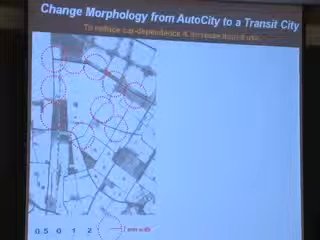 Change Morphology from AutoCity to a Transit City
To reduce car-dependence & increase transit use...
0.5 0 1 2